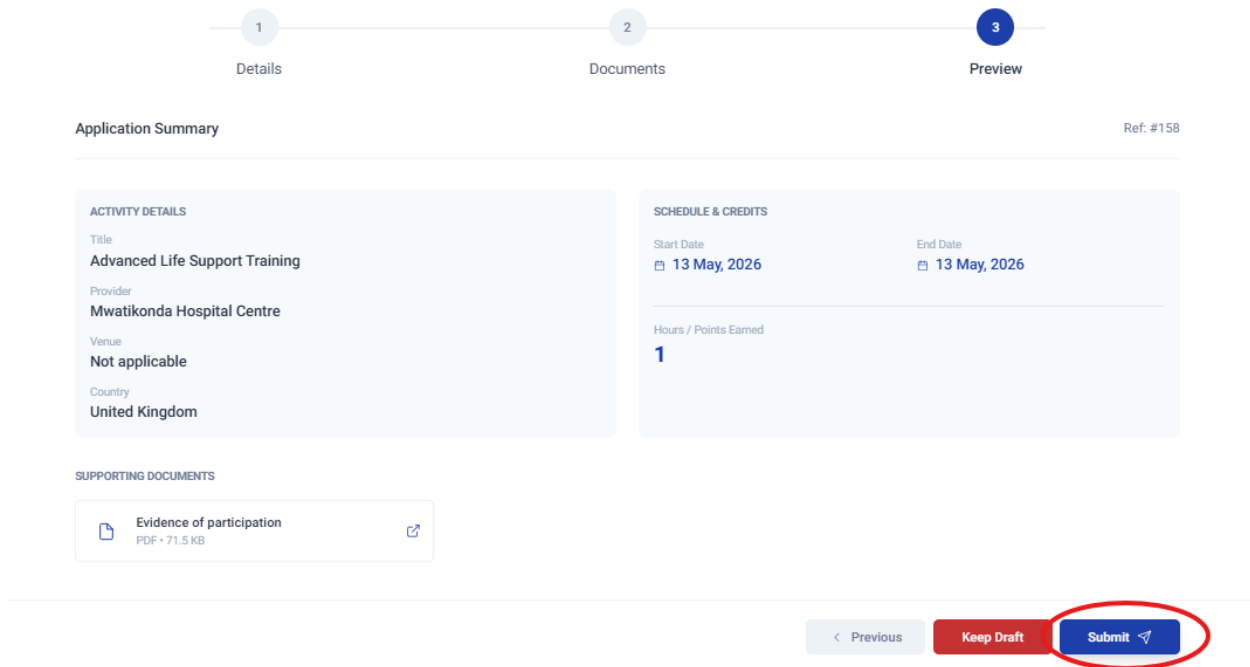 1
2
3
Details
Documents
Preview
Application Summary
Ref: #158
ACTIVITY DETAILS
Title
Advanced Life Support Training
Provider
Mwatikonda Hospital Centre
Venue
Not applicable
Country
United Kingdom
SCHEDULE & CREDITS
Start Date
13 May, 2026
End Date
13 May, 2026
Hours / Points Earned
1
SUPPORTING DOCUMENTS
Evidence of participation
PDF • 71.5 KB
< Previous
Keep Draft
Submit